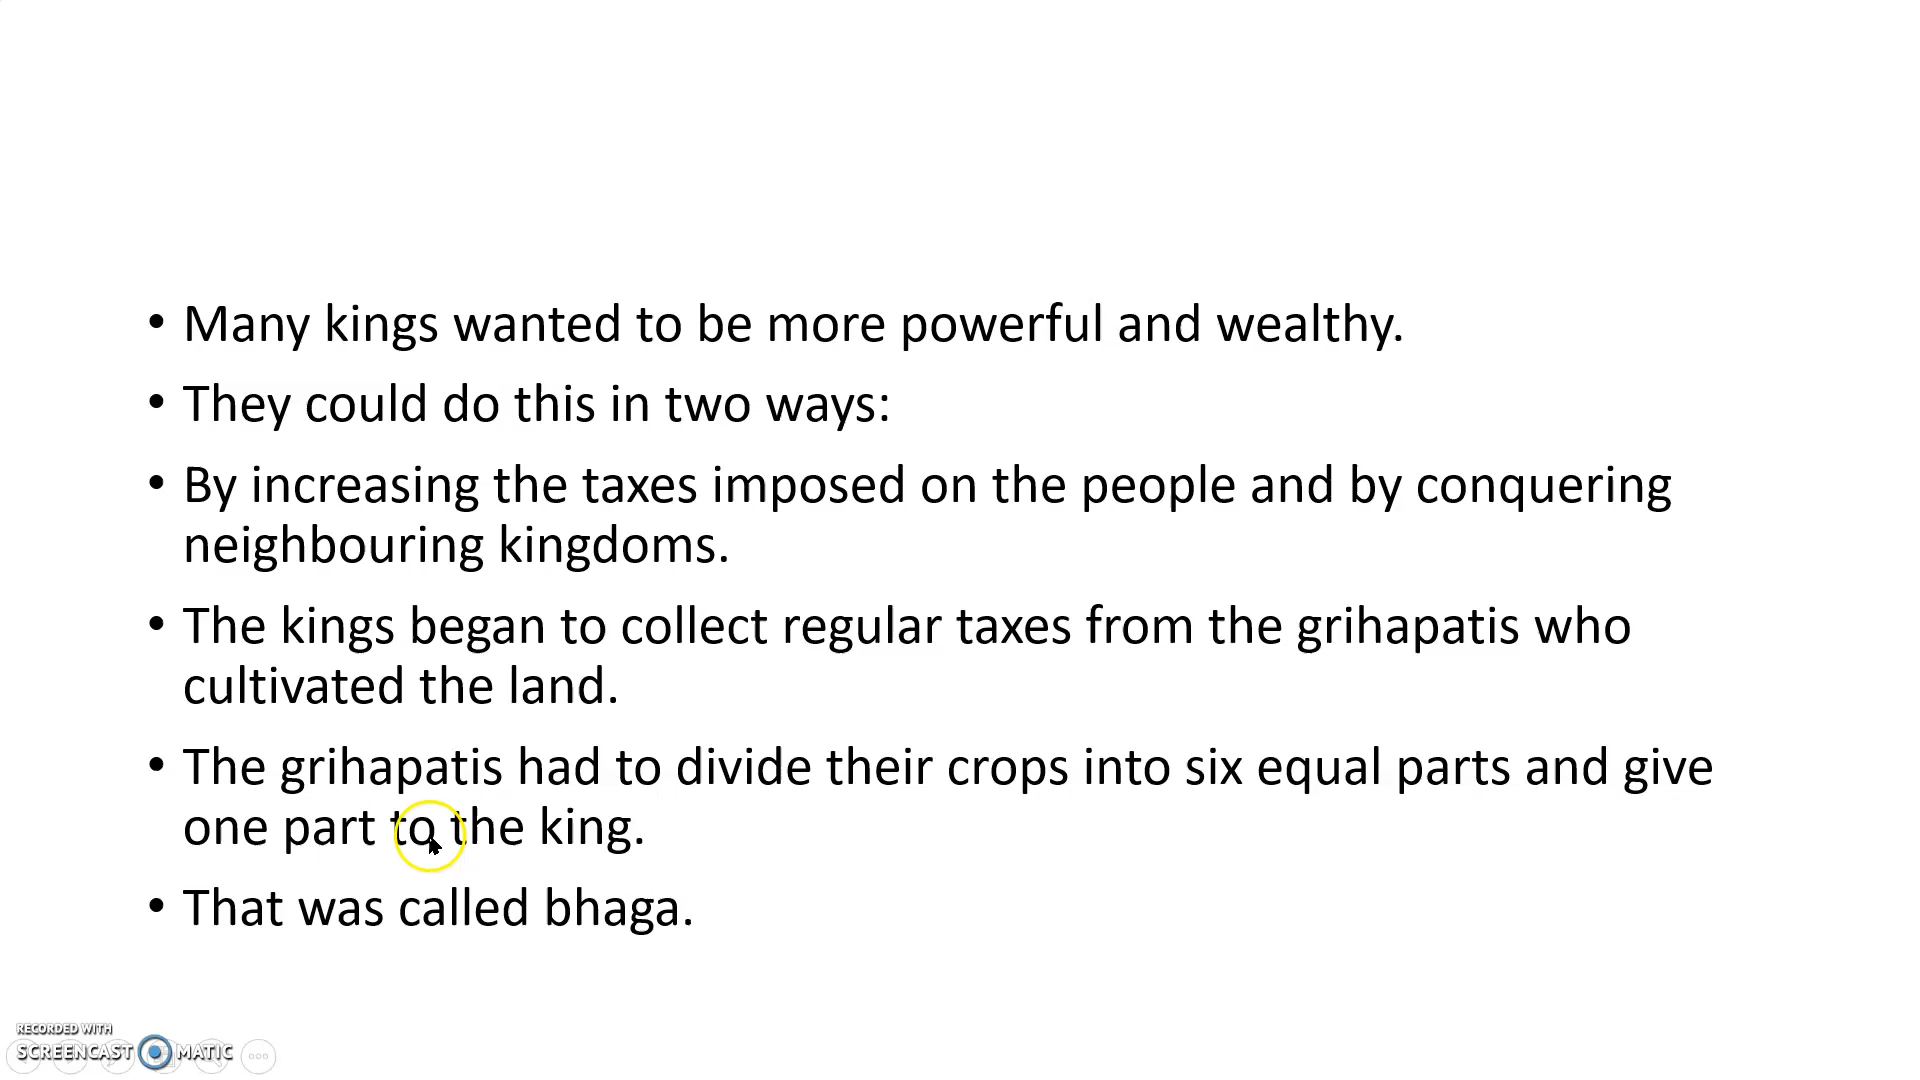 • Many kings wanted to be more powerful and wealthy.
• They could do this in two ways:
• By increasing the taxes imposed on the people and by conquering
neighbouring kingdoms.
• The kings began to collect regular taxes from the grihapatis who
cultivated the land.
• The grihapatis had to divide their crops into six equal parts and give
one part to the king.
• That was called bhaga.
RECORDED WITH
SCREENCAST MATIC